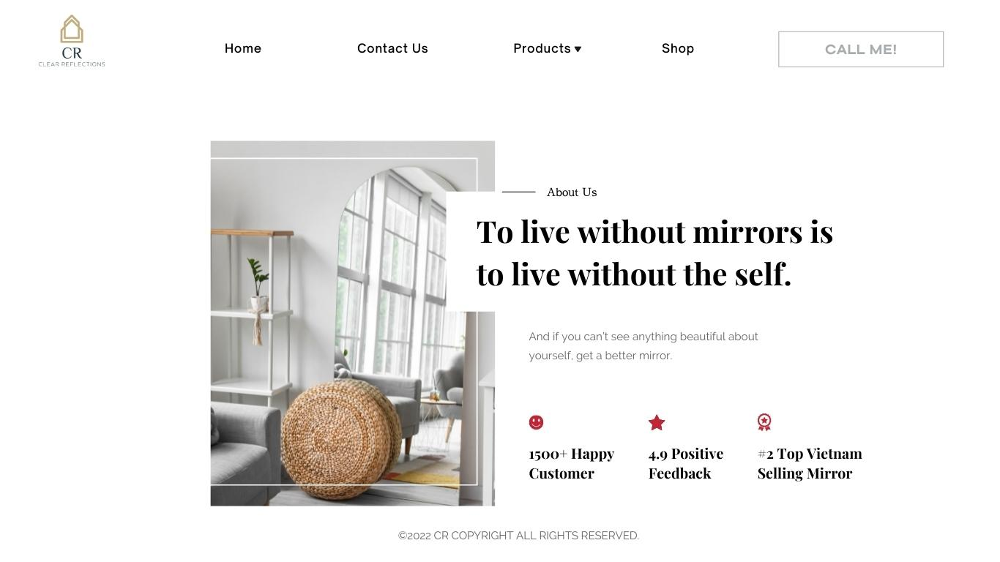 CR
CLEAR REFLECTIONS
Home
Contact Us
Products
Shop
CALL ME!
About Us
To live without mirrors is
to live without the self.
And if you can't see anything beautiful about
yourself, get a better mirror.
1500+ Happy
Customer
4.9 Positive
Feedback
#2 Top Vietnam
Selling Mirror
©2022 CR COPYRIGHT ALL RIGHTS RESERVED.